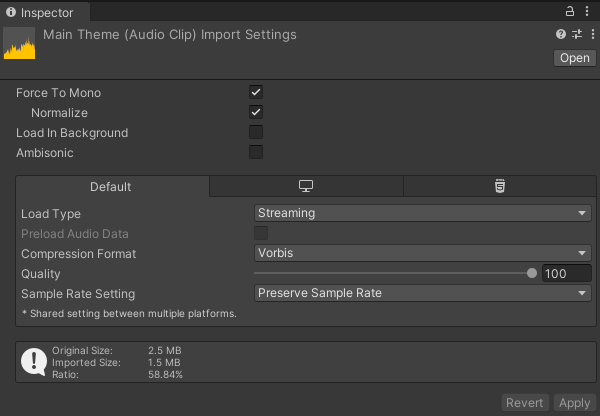 Inspector
Main Theme (Audio Clip) Import Settings
Open
Force To Mono
Normalize
Load In Background
Ambisonic
Default
Load Type Streaming
Preload Audio Data
Compression Format Vorbis
Quality 100
Sample Rate Setting Preserve Sample Rate
* Shared setting between multiple platforms.
Original Size: 2.5 MB
Imported Size: 1.5 MB
Ratio: 58.84%
Revert Apply